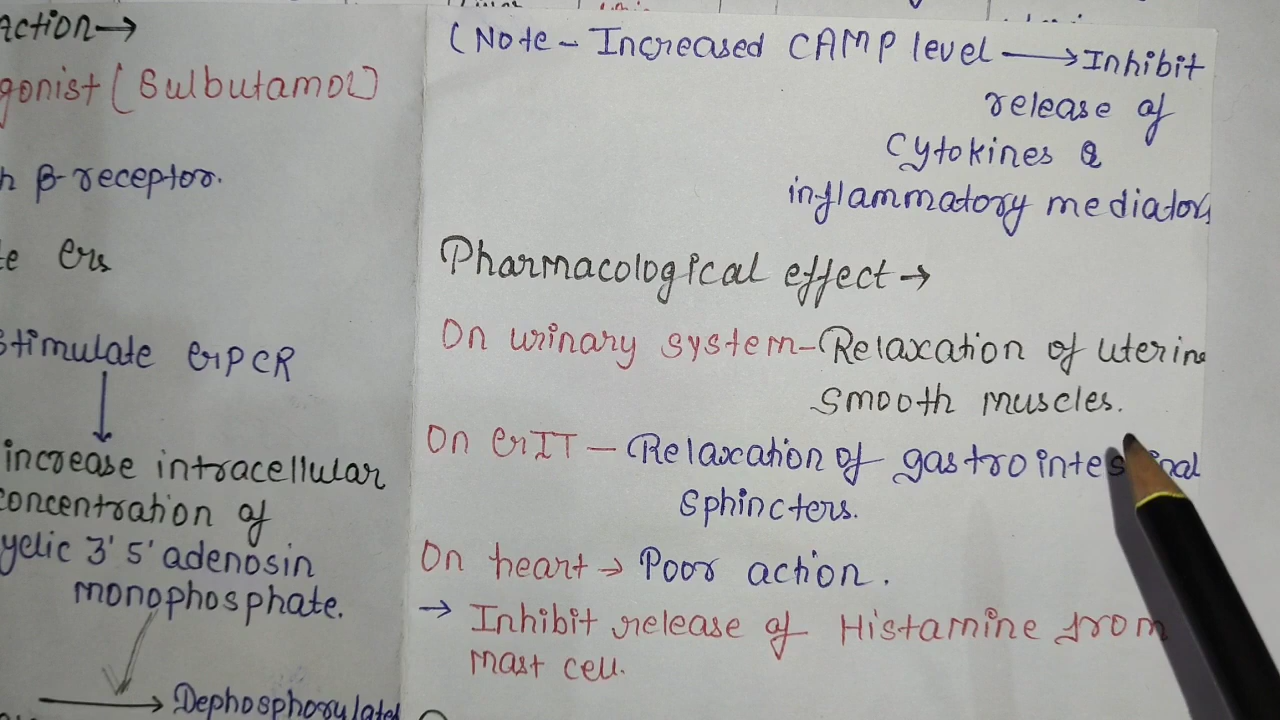 Action→
gonist (Salbutamol)
β-receptor.
Gs
Stimulate GPCR
increase intracellular
concentration of
cyclic 3' 5' adenosin
monophosphate.
→ Dephosphorylated
(Note - Increased CAMP level → Inhibit
release of
Cytokines &
inflammatory mediators
Pharmacological effect →
On urinary system - Relaxation of uterine
smooth muscles.
On GIT - Relaxation of gastrointestinal
Sphincters.
On heart → Poor action.
→ Inhibit release of Histamine from
mast cell.